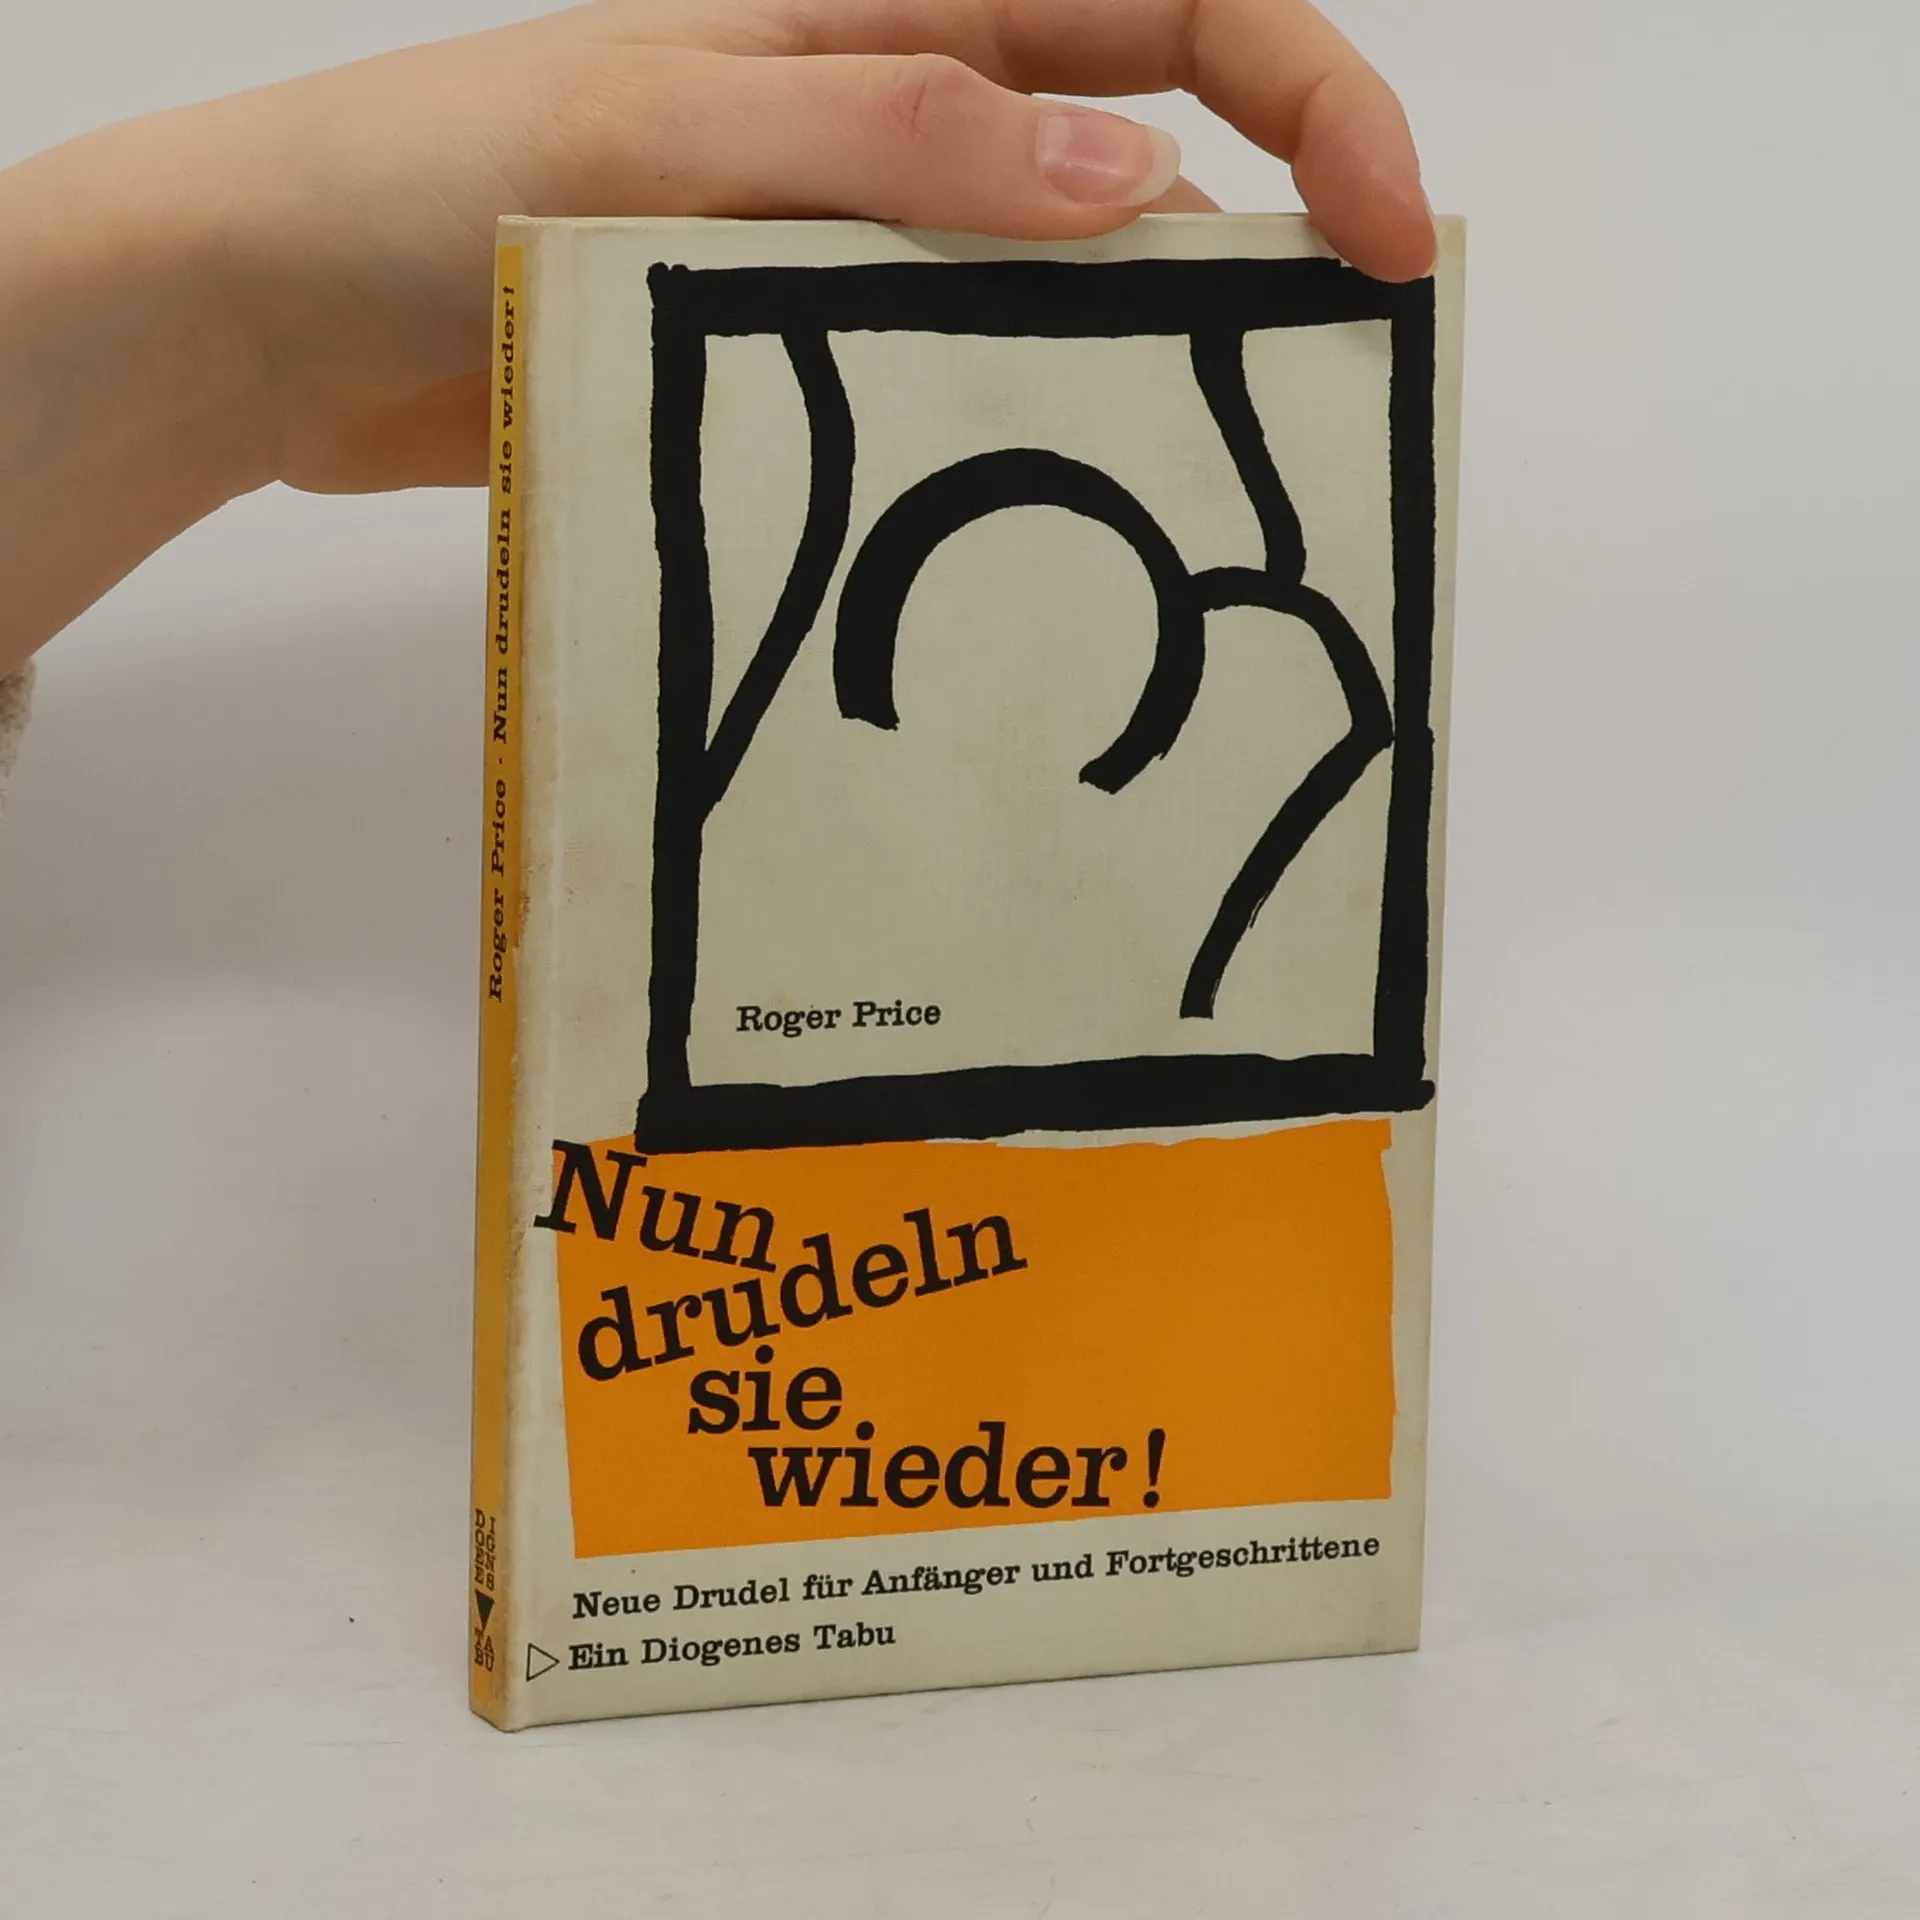 Roger Price · Nun drudeln sie wieder!
DIOGENES
TABU
Roger Price
Nun
drudeln
sie
wieder!
Neue Drudel für Anfänger und Fortgeschrittene
Ein Diogenes Tabu